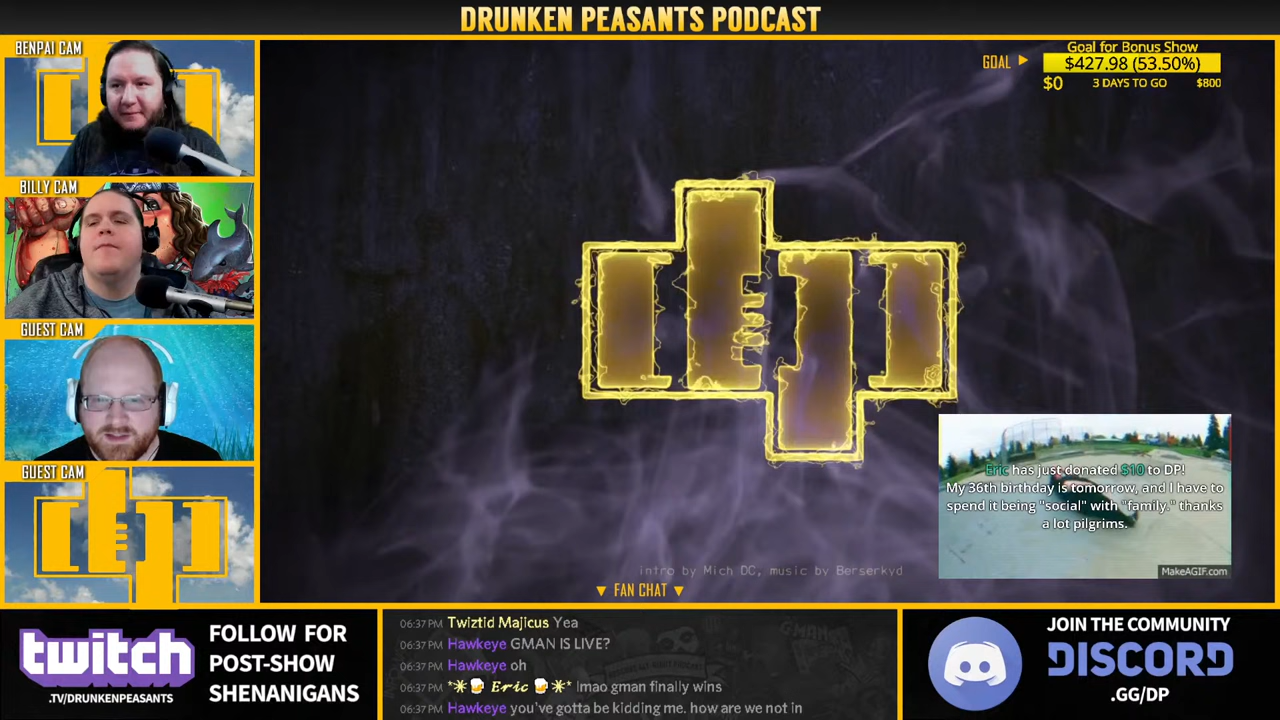 DRUNKEN PEASANTS PODCAST
BENPAI CAM
BILLY CAM
GUEST CAM
GUEST CAM
GOAL ▶
Goal for Bonus Show
$427.98 (53.50%)
$0 3 DAYS TO GO $800
Eric has just donated $10 to DP!
My 36th birthday is tomorrow, and I have to
spend it being "social" with "family." thanks
a lot pilgrims.
MakeAGIF.com
intro by Mich DC, music by Berserkyd
▼ FAN CHAT ▼
twitch
.TV/DRUNKENPEASANTS
FOLLOW FOR
POST-SHOW
SHENANIGANS
06:37 PM Twiztid Majicus Yea
06:37 PM Hawkeye GMAN IS LIVE?
06:37 PM Hawkeye oh
06:37 PM *☀🍺 Eric 🍺☀* lmao gman finally wins
06:37 PM Hawkeye you've gotta be kidding me. how are we not in
JOIN THE COMMUNITY
DISCORD
.GG/DP